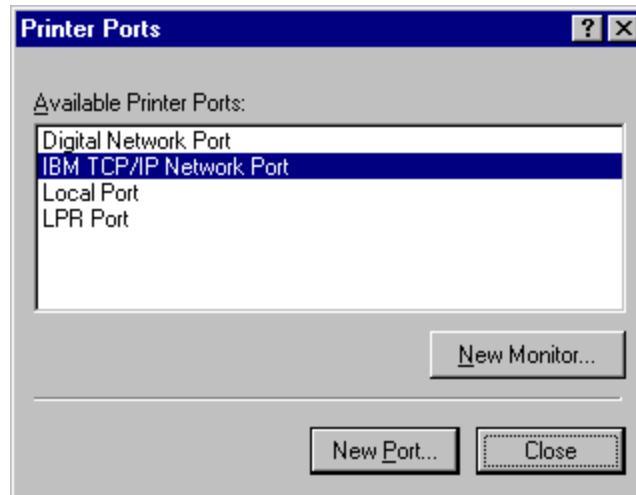 Printer Ports
Available Printer Ports:
Digital Network Port
IBM TCP/IP Network Port
Local Port
LPR Port
New Monitor...
New Port...
Close